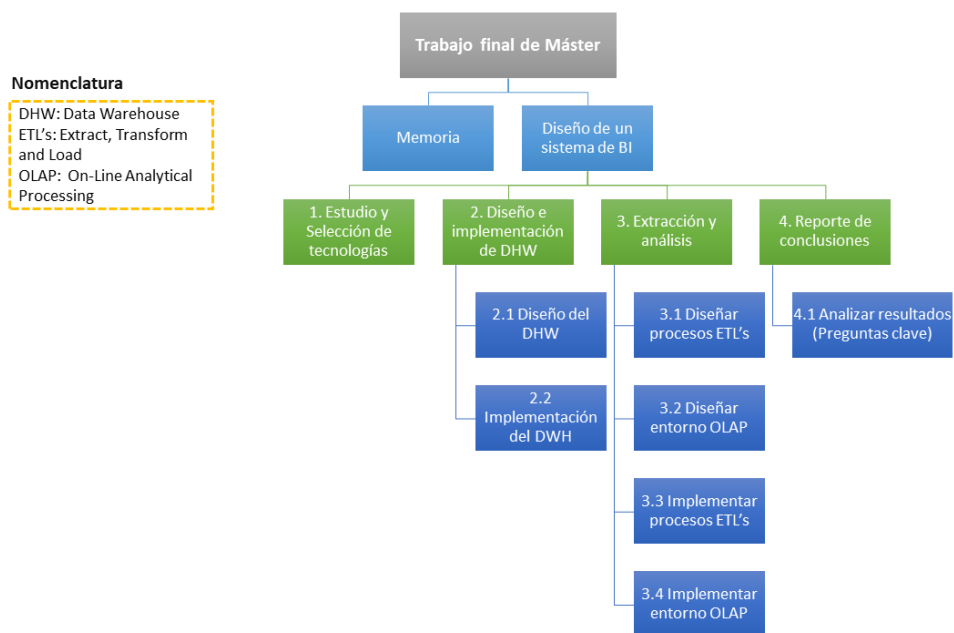 Trabajo final de Máster
Nomenclatura
DHW: Data Warehouse
ETL's: Extract, Transform
and Load
OLAP: On-Line Analytical
Processing
Memoria
Diseño de un
sistema de BI
1. Estudio y
Selección de
tecnologías
2. Diseño e
implementación
de DHW
3. Extracción y
análisis
4. Reporte de
conclusiones
2.1 Diseño del
DHW
2.2
Implementación
del DWH
3.1 Diseñar
procesos ETL's
3.2 Diseñar
entorno OLAP
3.3 Implementar
procesos ETL's
3.4 Implementar
entorno OLAP
4.1 Analizar resultados
(Preguntas clave)